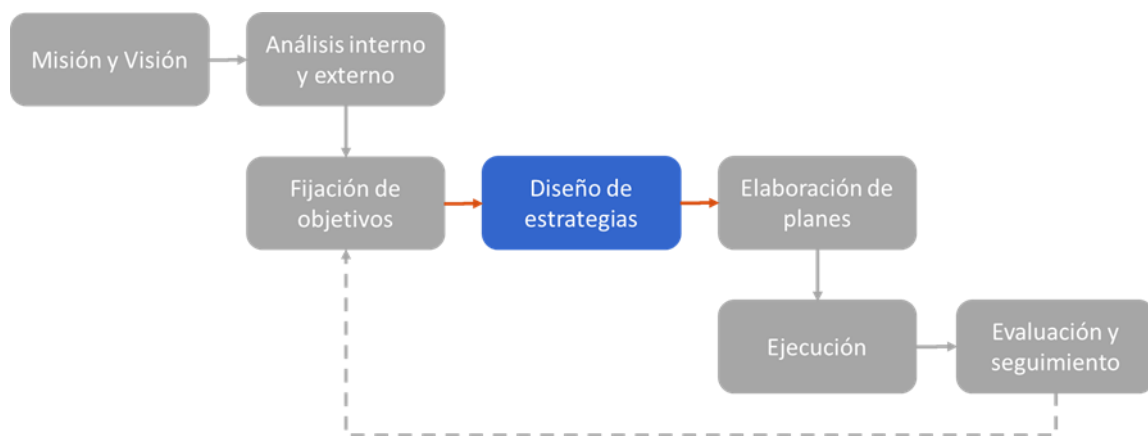 Misión y Visión
Análisis interno
y externo
Fijación de
objetivos
Diseño de
estrategias
Elaboración de
planes
Ejecución
Evaluación y
seguimiento